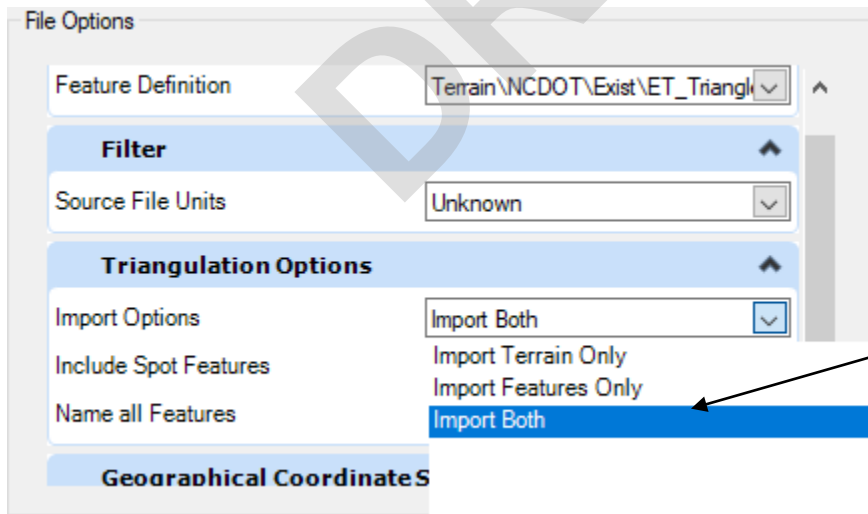 File Options
Feature Definition Terrain\NCDOT\Exist\ET_Triangl
Filter
Source File Units Unknown
Triangulation Options
Import Options Import Both
Include Spot Features Import Terrain Only
Import Features Only
Name all Features Import Both
Geographical Coordinate S